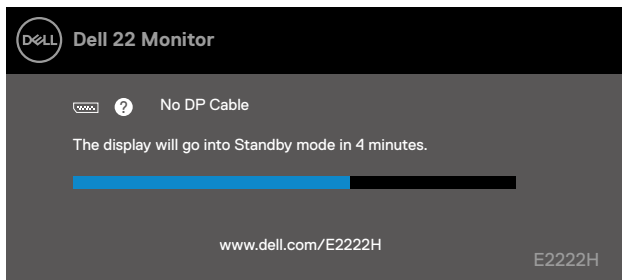 DELL
Dell 22 Monitor
? No DP Cable
The display will go into Standby mode in 4 minutes.
www.dell.com/E2222H
E2222H